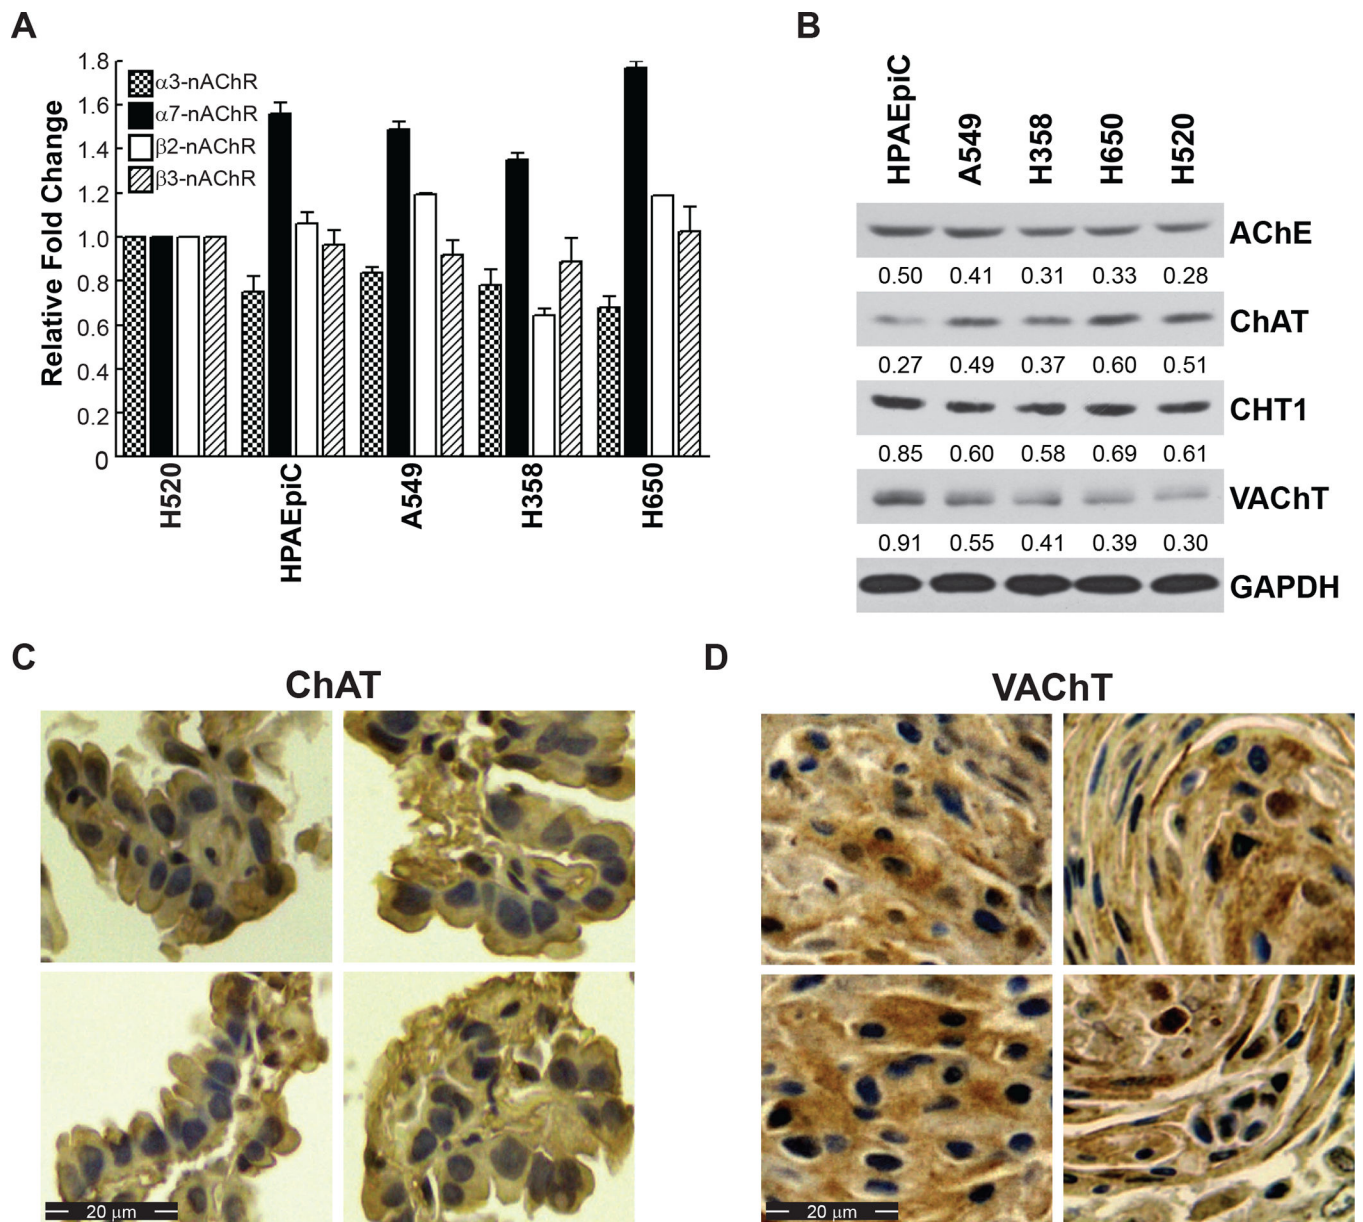 A
Relative Fold Change
1.8
1.6
1.4
1.2
1.0
0.8
0.6
0.4
0.2
0
α3-nAChR
α7-nAChR
β2-nAChR
β3-nAChR
H520
HPAEpiC
A549
H358
H650
B
HPAEpiC
A549
H358
H650
H520
AChE
0.50 0.41 0.31 0.33 0.28
ChAT
0.27 0.49 0.37 0.60 0.51
CHT1
0.85 0.60 0.58 0.69 0.61
VAChT
0.91 0.55 0.41 0.39 0.30
GAPDH
C
ChAT
20 μm
D
VAChT
20 μm